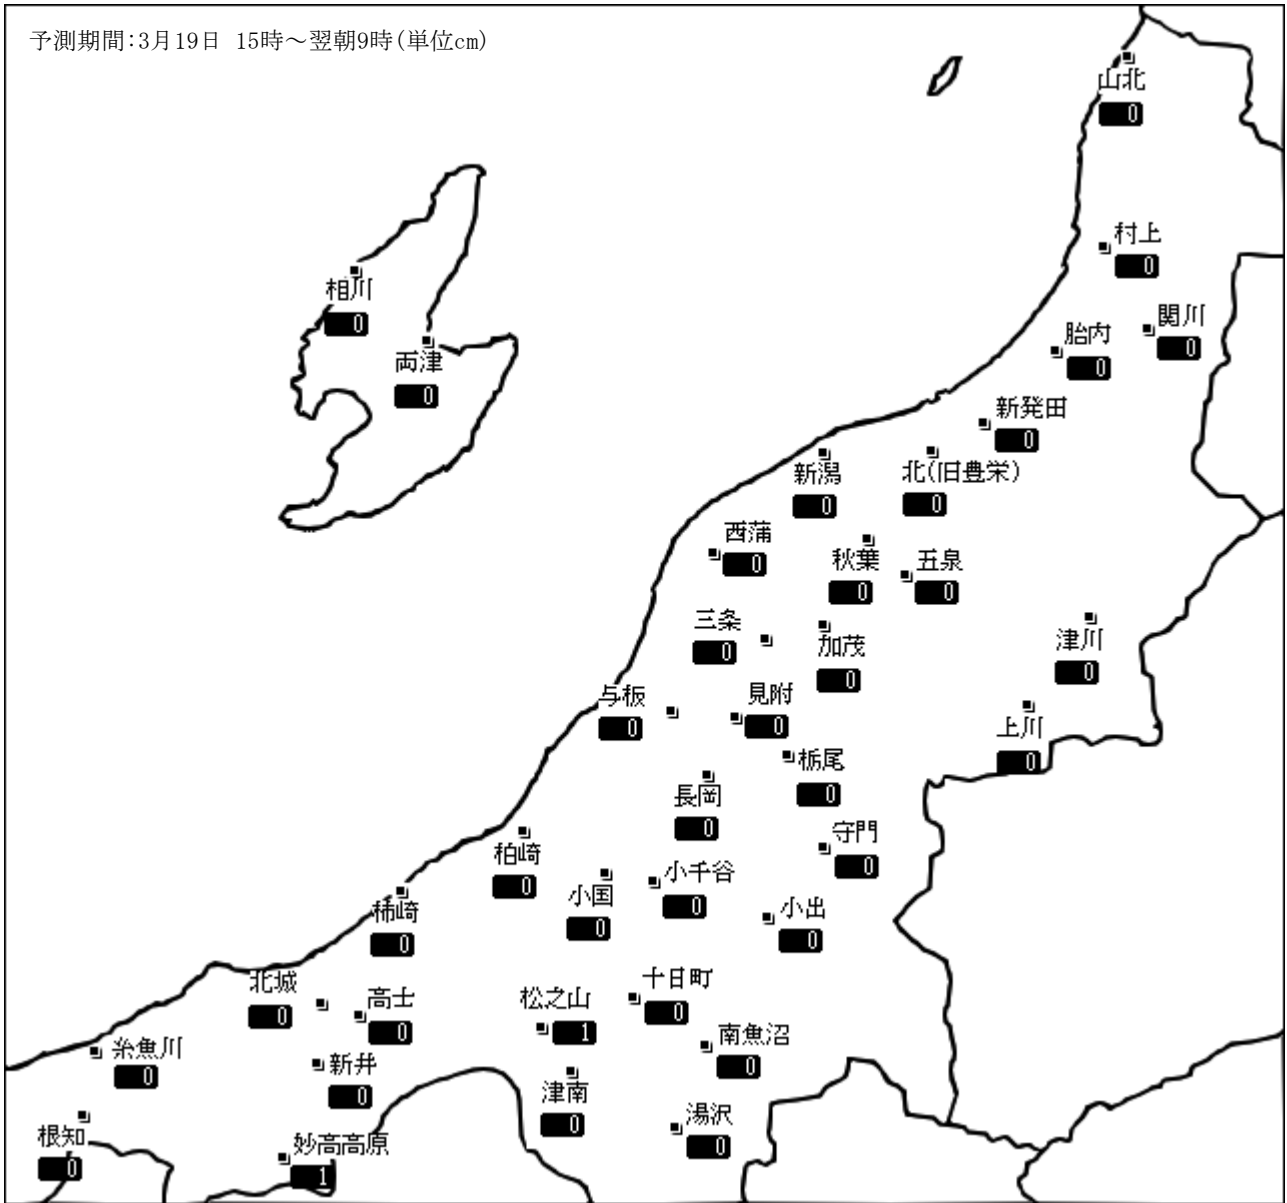 予測期間:3月19日 15時～翌朝9時(単位cm)
山北
0
村上
0
相川
0
関川
0
胎内
0
両津
0
新発田
0
新潟
0
北(旧豊栄)
0
西蒲
0
秋葉
0
五泉
0
三条
0
加茂
0
津川
0
与板
0
見附
0
上川
0
栃尾
0
長岡
0
守門
0
柏崎
0
小国
0
小千谷
0
小出
0
柿崎
0
北城
0
高士
0
松之山
1
十日町
0
南魚沼
0
糸魚川
0
新井
0
津南
0
湯沢
0
根知
0
妙高高原
1